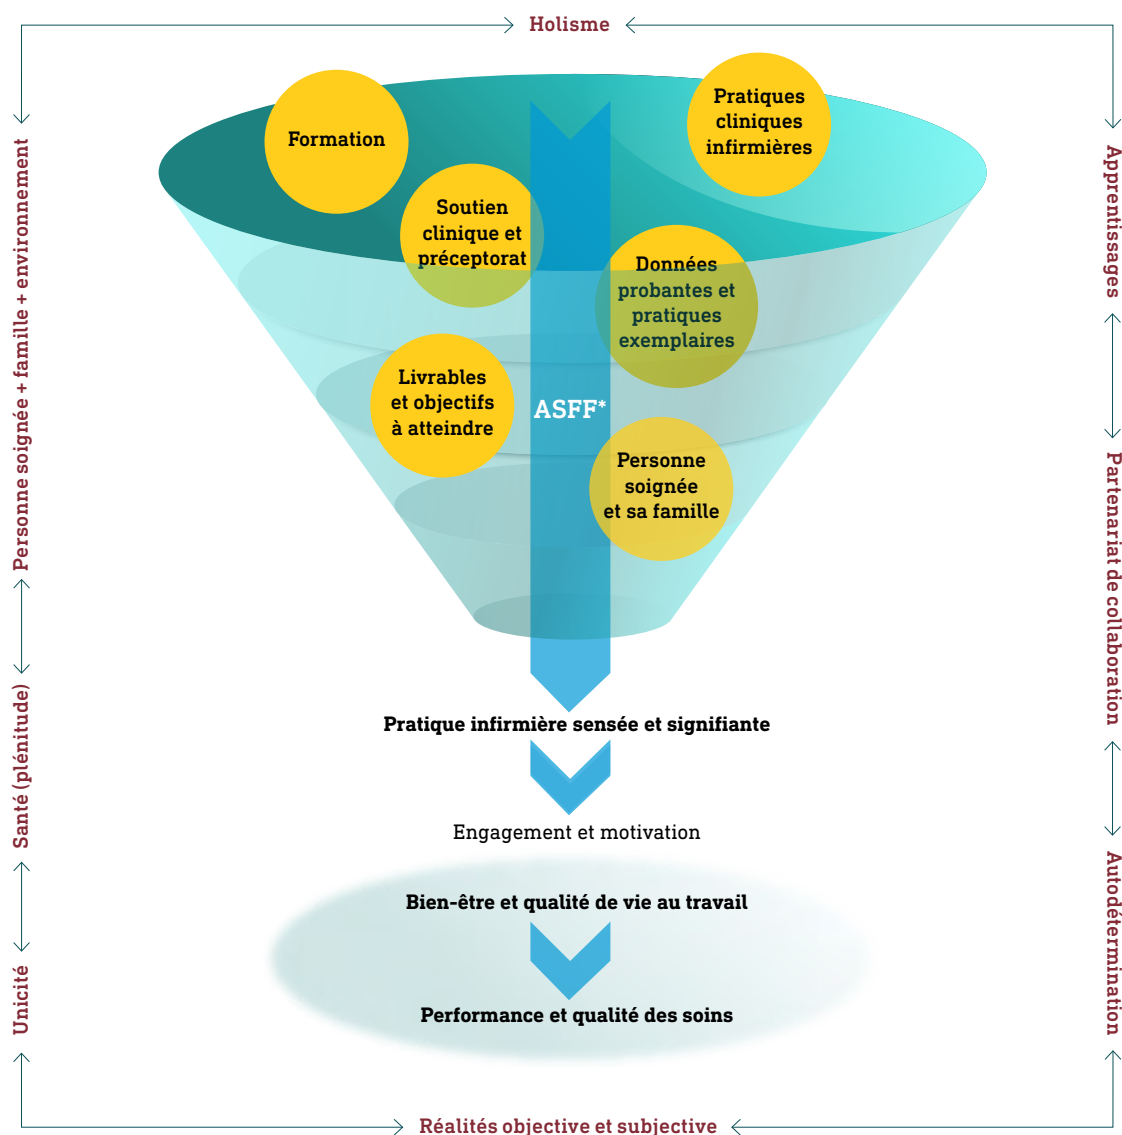 Holisme
Formation
Pratiques
cliniques
infirmières
Soutien
clinique et
préceptorat
Données
probantes et
pratiques
exemplaires
Livrables
et objectifs
à atteindre
ASFF*
Personne
soignée
et sa famille
Pratique infirmière sensée et signifiante
Engagement et motivation
Bien-être et qualité de vie au travail
Performance et qualité des soins
Personne soignée + famille + environnement
Santé (plénitude)
Unicité
Apprentissages
Partenariat de collaboration
Autodétermination
Réalités objective et subjective